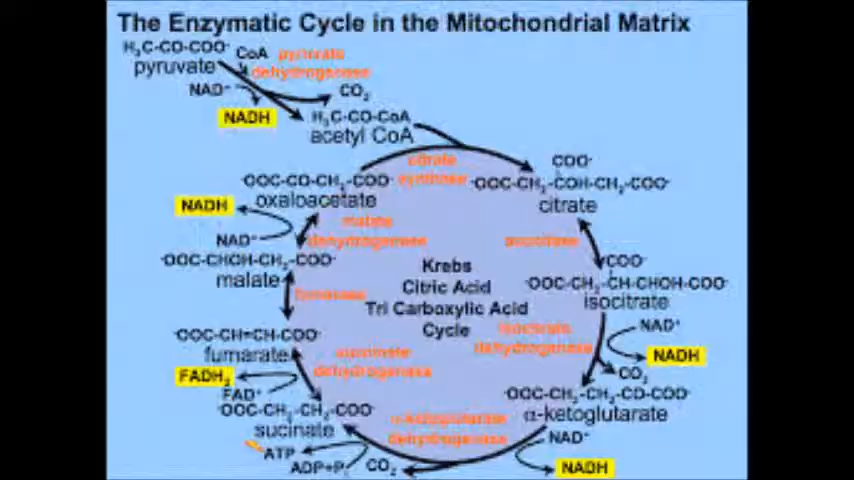 The Enzymatic Cycle in the Mitochondrial Matrix
H₃C-CO-COO⁻
pyruvate
CoA
pyruvate
dehydrogenase
NAD⁺
NADH
CO₂
H₃C-CO-CoA
acetyl CoA
citrate
synthase
⁻OOC-CO-CH₂-COO⁻
oxaloacetate
COO⁻
⁻OOC-CH₂-COH-CH₂-COO⁻
citrate
NADH
NAD⁺
malate
dehydrogenase
aconitase
⁻OOC-CHOH-CH₂-COO⁻
malate
COO⁻
⁻OOC-CH₂-CH-CHOH-COO⁻
isocitrate
Krebs
Citric Acid
Tri Carboxylic Acid
Cycle
fumarase
isocitrate
dehydrogenase
NAD⁺
NADH
CO₂
⁻OOC-CH=CH-COO⁻
fumarate
succinate
dehydrogenase
FADH₂
FAD⁺
⁻OOC-CH₂-CH₂-COO⁻
sucinate
⁻OOC-CH₂-CH₂-CO-COO⁻
α-ketoglutarate
α-ketoglutarate
dehydrogenase
NAD⁺
NADH
ATP
ADP+Pᵢ
CO₂